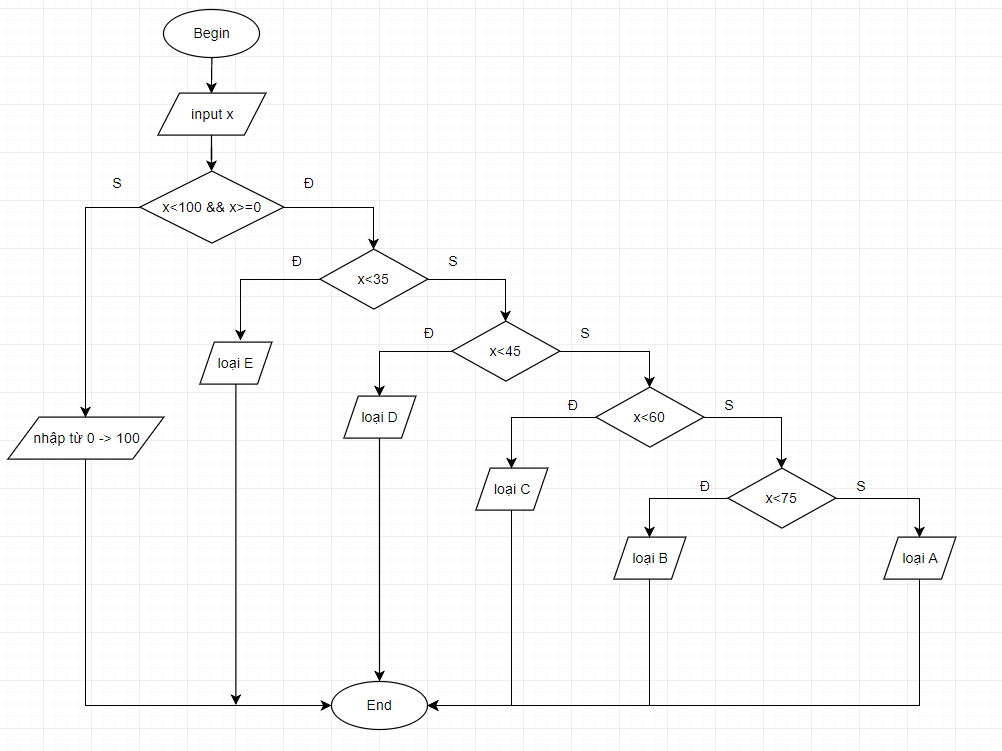 Begin
input x
S
Đ
x<100 && x>=0
Đ
S
x<35
Đ
S
loại E
x<45
Đ
S
loại D
x<60
nhập từ 0 -> 100
Đ
S
loại C
x<75
loại B
loại A
End